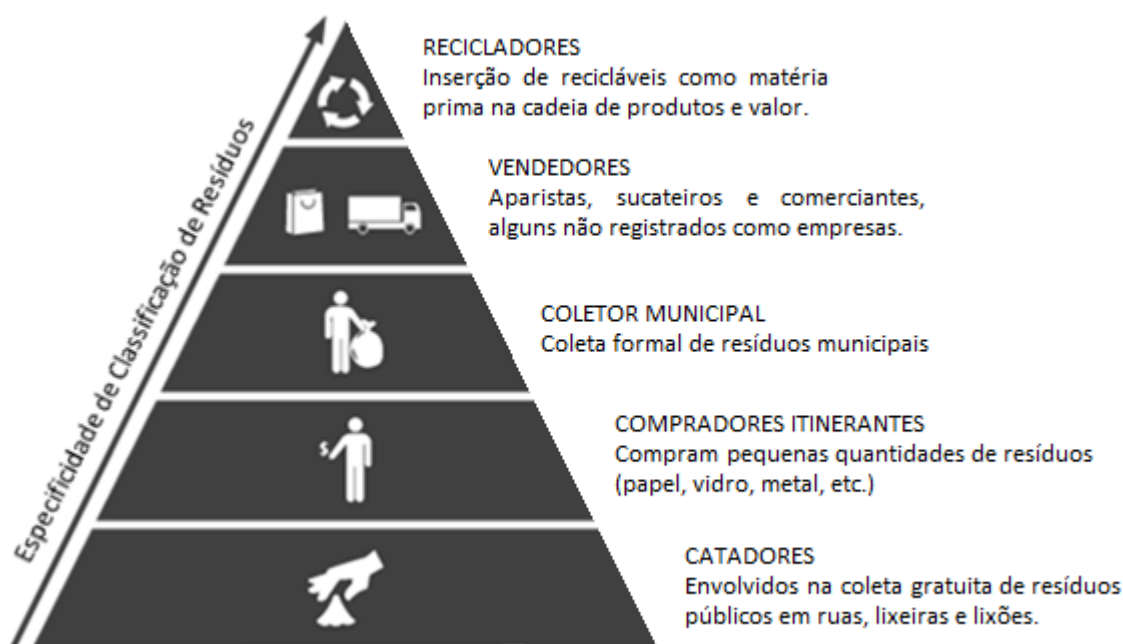 RECICLADORES
Inserção de recicláveis como matéria
prima na cadeia de produtos e valor.
VENDEDORES
Aparistas, sucateiros e comerciantes,
alguns não registrados como empresas.
COLETOR MUNICIPAL
Coleta formal de resíduos municipais
COMPRADORES ITINERANTES
Compram pequenas quantidades de resíduos
(papel, vidro, metal, etc.)
CATADORES
Envolvidos na coleta gratuita de resíduos
públicos em ruas, lixeiras e lixões.
Especificidade de Classificação de Resíduos
$